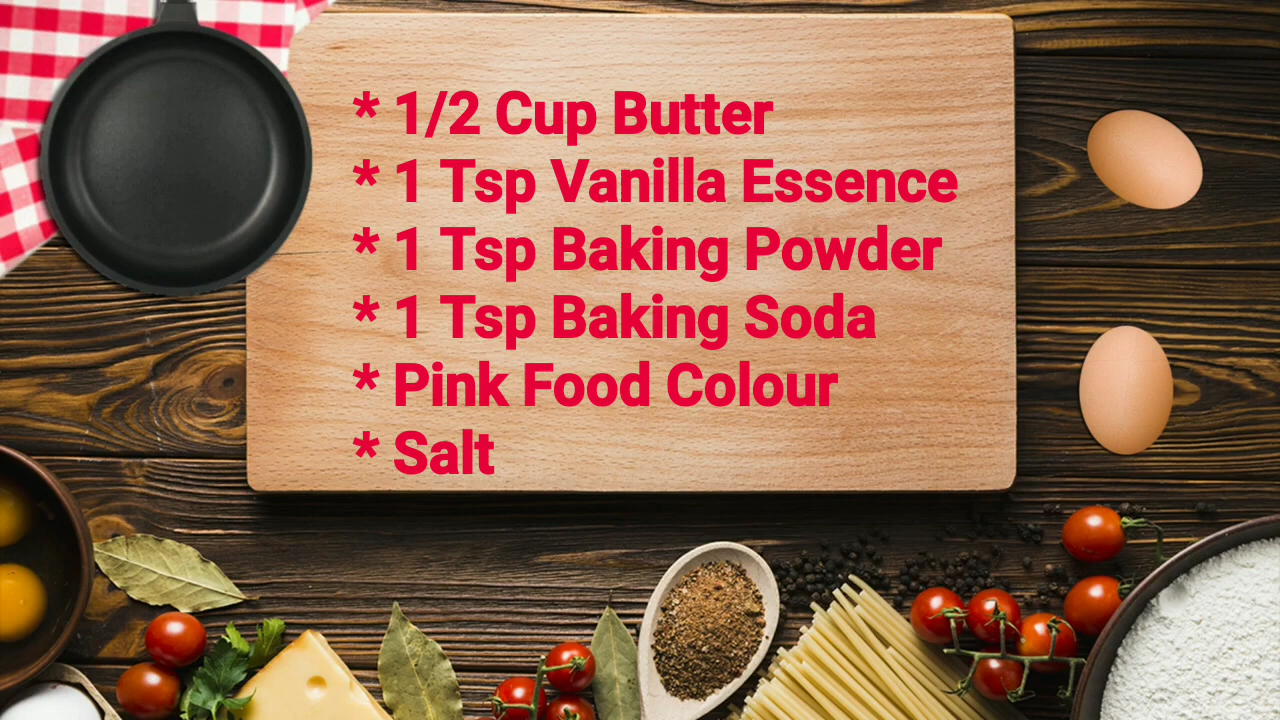 * 1/2 Cup Butter
* 1 Tsp Vanilla Essence
* 1 Tsp Baking Powder
* 1 Tsp Baking Soda
* Pink Food Colour
* Salt